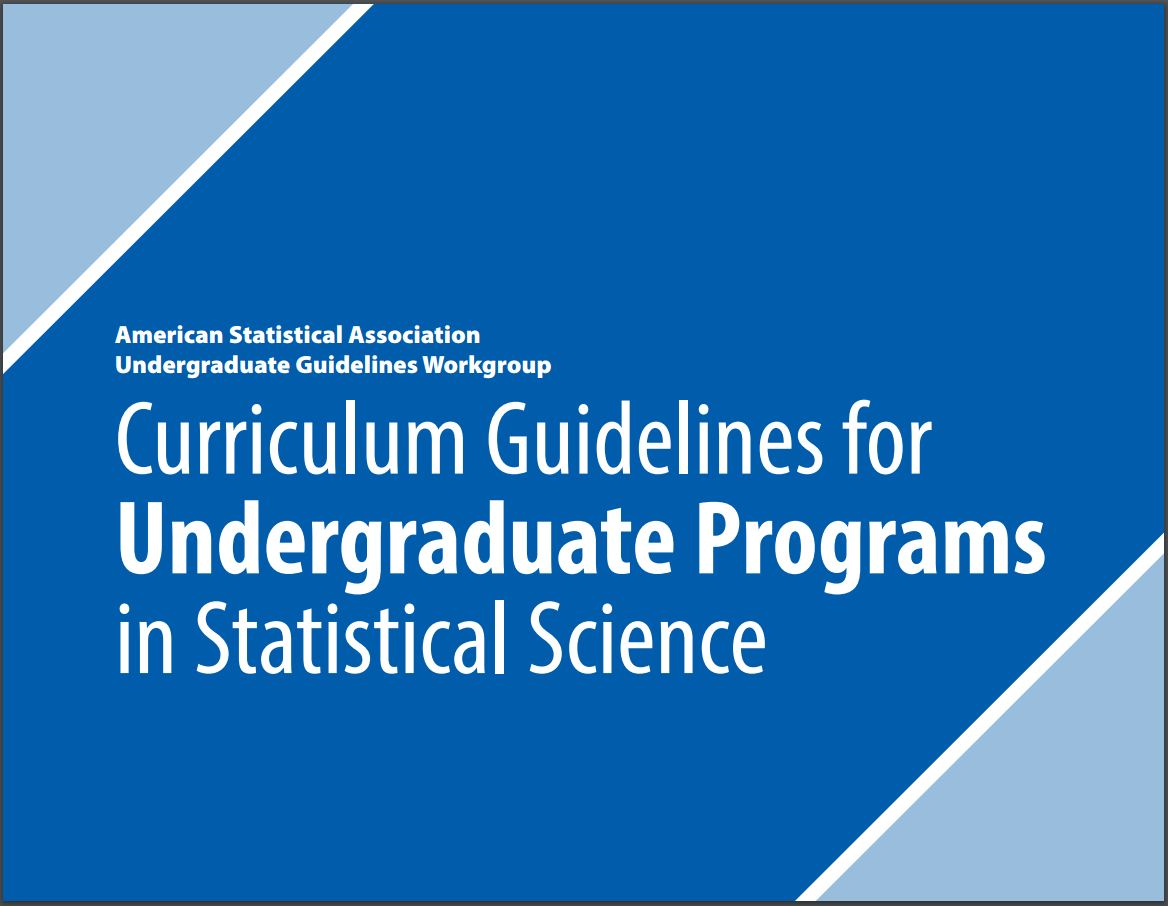 American Statistical Association
Undergraduate Guidelines Workgroup
Curriculum Guidelines for
Undergraduate Programs
in Statistical Science